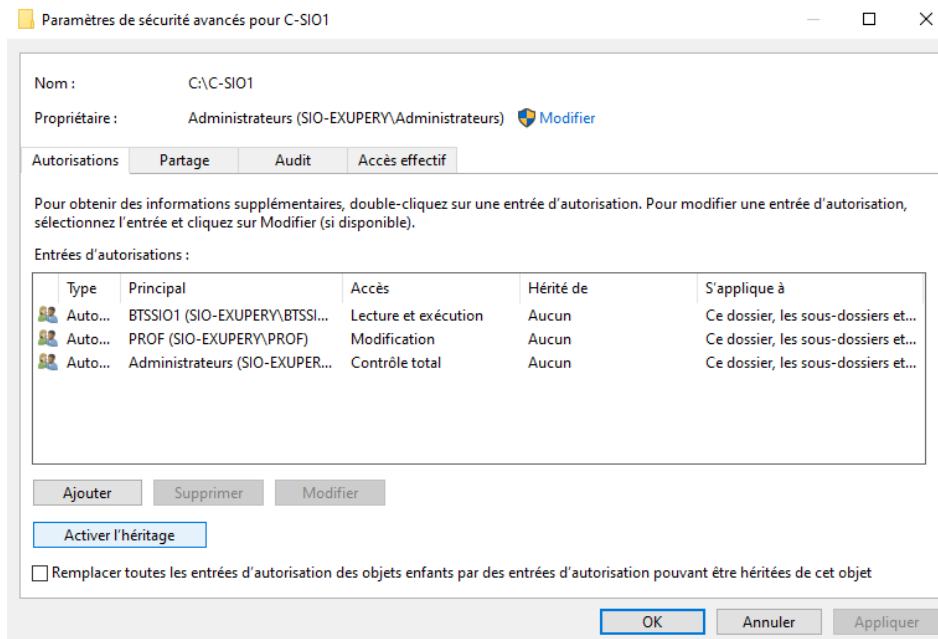 Paramètres de sécurité avancés pour C-SIO1
Nom : C:\C-SIO1
Propriétaire : Administrateurs (SIO-EXUPERY\Administrateurs) Modifier
Autorisations Partage Audit Accès effectif
Pour obtenir des informations supplémentaires, double-cliquez sur une entrée d'autorisation. Pour modifier une entrée d'autorisation,
sélectionnez l'entrée et cliquez sur Modifier (si disponible).
Entrées d'autorisations :
Type Principal Accès Hérité de S'applique à
Auto... BTSSIO1 (SIO-EXUPERY\BTSSI... Lecture et exécution Aucun Ce dossier, les sous-dossiers et...
Auto... PROF (SIO-EXUPERY\PROF) Modification Aucun Ce dossier, les sous-dossiers et...
Auto... Administrateurs (SIO-EXUPER... Contrôle total Aucun Ce dossier, les sous-dossiers et...
Ajouter Supprimer Modifier
Activer l'héritage
Remplacer toutes les entrées d'autorisation des objets enfants par des entrées d'autorisation pouvant être héritées de cet objet
OK Annuler Appliquer